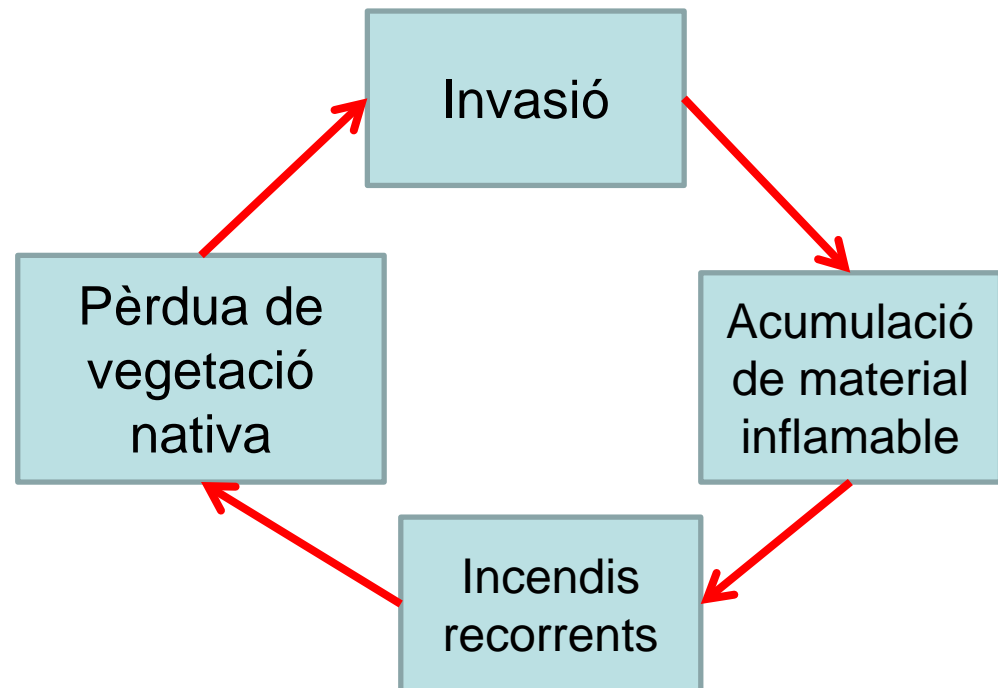 Invasió
Pèrdua de
vegetació
nativa
Acumulació
de material
inflamable
Incendis
recorrents